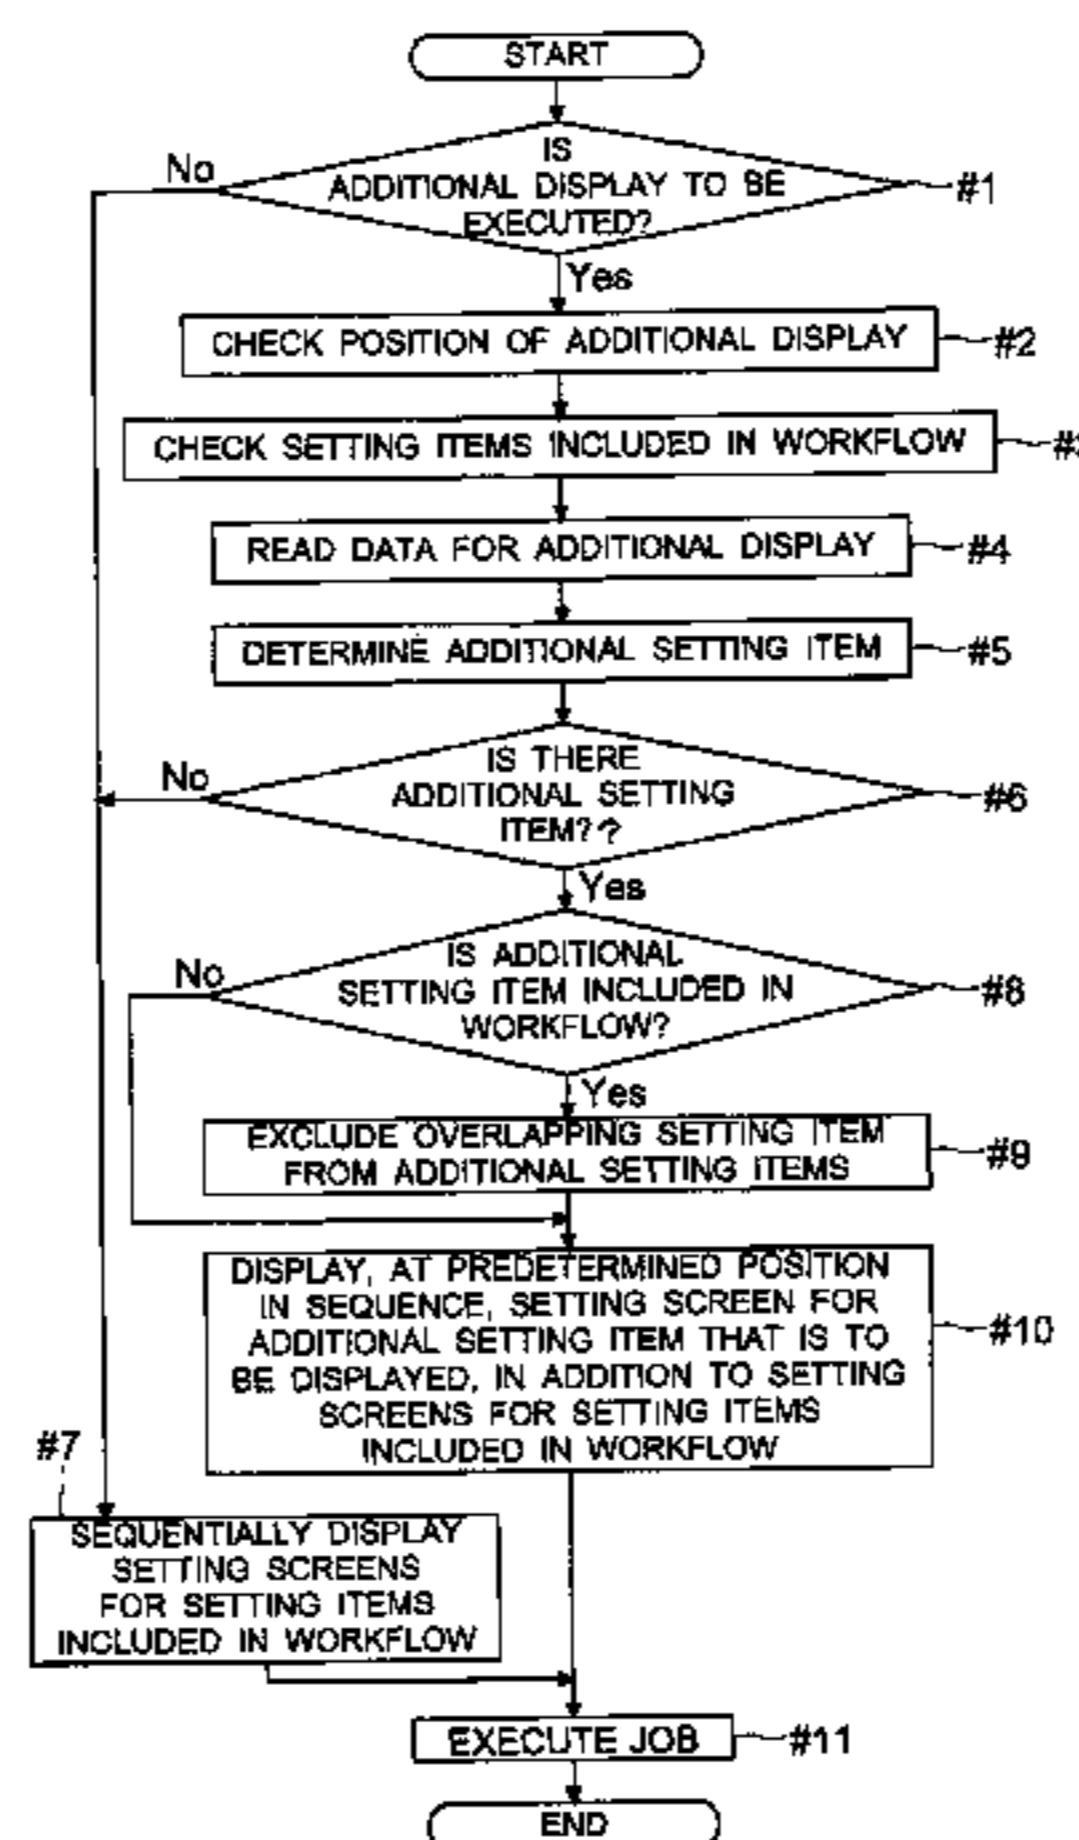 START
IS
ADDITIONAL DISPLAY TO BE
EXECUTED?
No
#1
Yes
CHECK POSITION OF ADDITIONAL DISPLAY
#2
CHECK SETTING ITEMS INCLUDED IN WORKFLOW
READ DATA FOR ADDITIONAL DISPLAY
#4
DETERMINE ADDITIONAL SETTING ITEM
#5
IS THERE
ADDITIONAL SETTING
ITEM??
No
#6
Yes
IS ADDITIONAL
SETTING ITEM INCLUDED IN
WORKFLOW?
No
#8
Yes
EXCLUDE OVERLAPPING SETTING ITEM
FROM ADDITIONAL SETTING ITEMS
#9
DISPLAY, AT PREDETERMINED POSITION
IN SEQUENCE, SETTING SCREEN FOR
ADDITIONAL SETTING ITEM THAT IS TO
BE DISPLAYED, IN ADDITION TO SETTING
SCREENS FOR SETTING ITEMS
INCLUDED IN WORKFLOW
#10
#7
SEQUENTIALLY DISPLAY
SETTING SCREENS
FOR SETTING ITEMS
INCLUDED IN WORKFLOW
EXECUTE JOB
#11
END